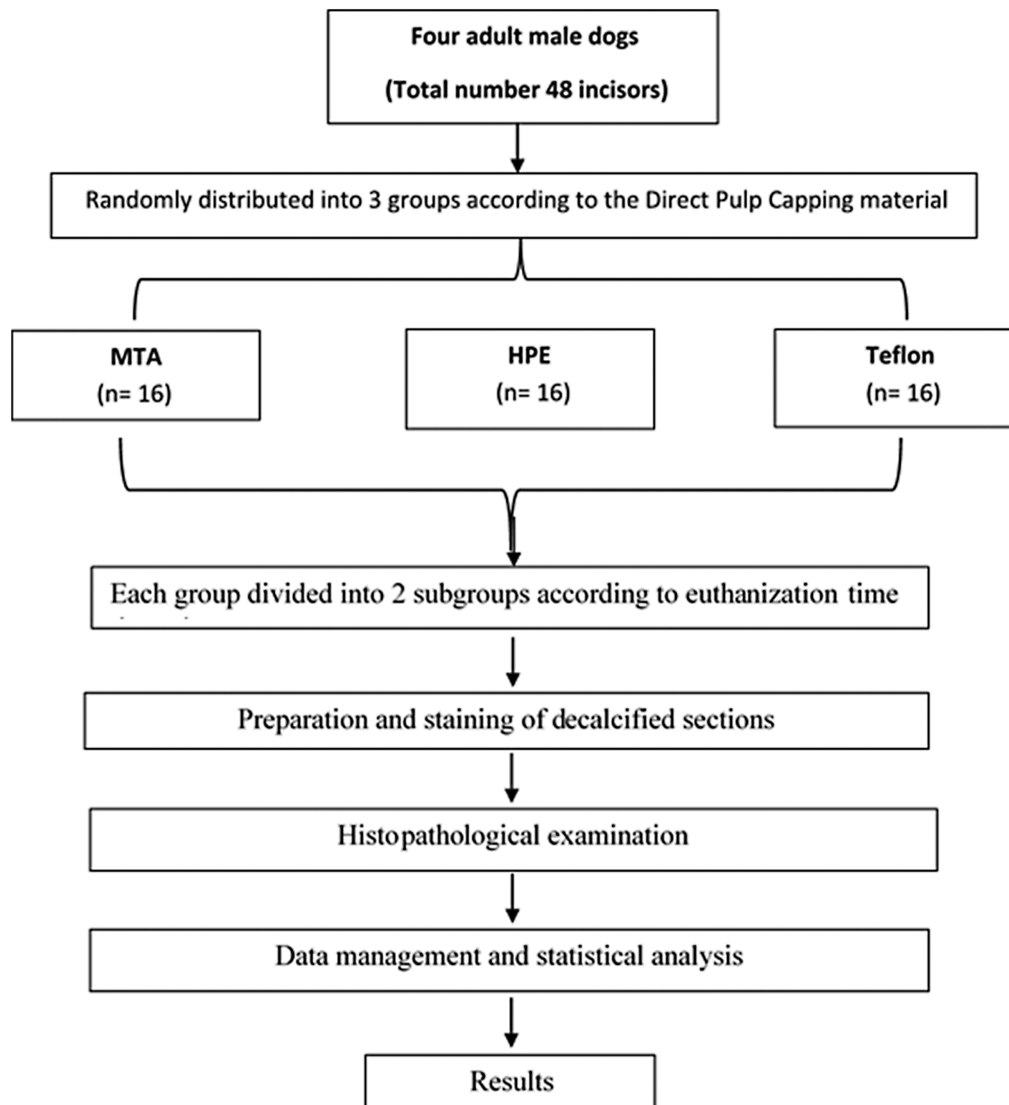 Four adult male dogs
(Total number 48 incisors)
Randomly distributed into 3 groups according to the Direct Pulp Capping material
MTA
(n= 16)
HPE
(n= 16)
Teflon
(n= 16)
Each group divided into 2 subgroups according to euthanization time
Preparation and staining of decalcified sections
Histopathological examination
Data management and statistical analysis
Results